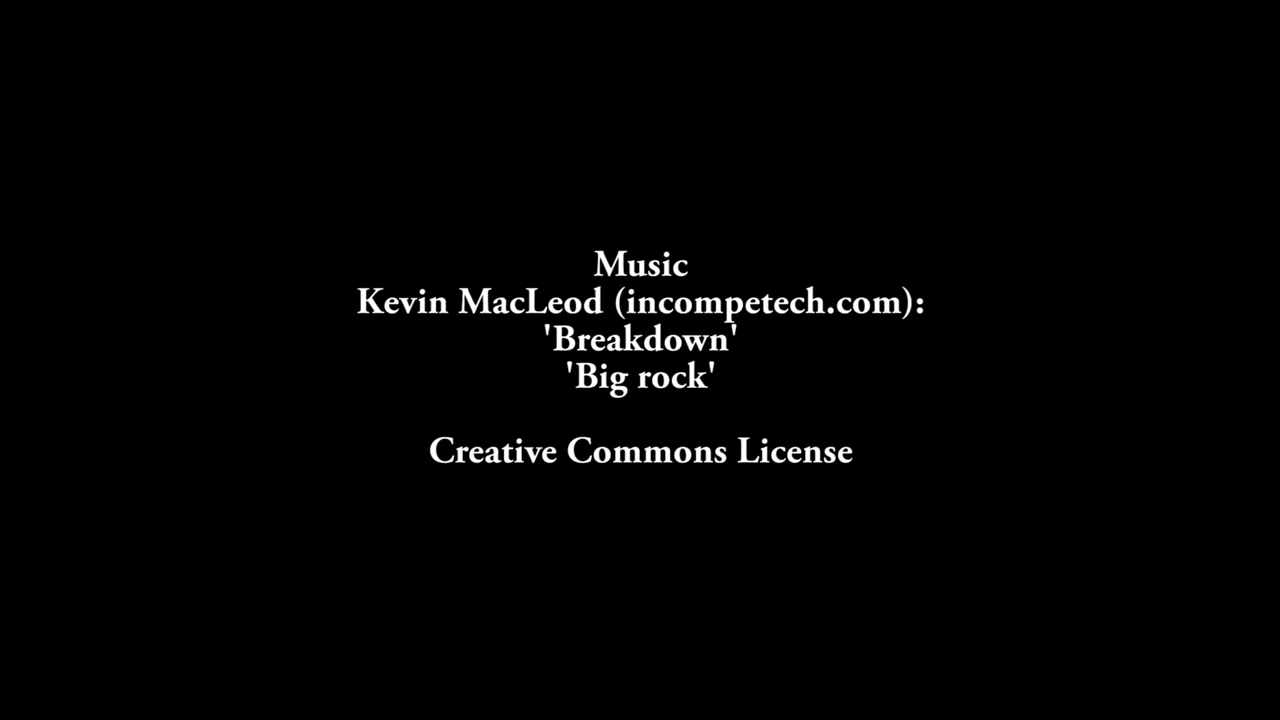 Music
Kevin MacLeod (incompetech.com):
'Breakdown'
'Big rock'
Creative Commons License